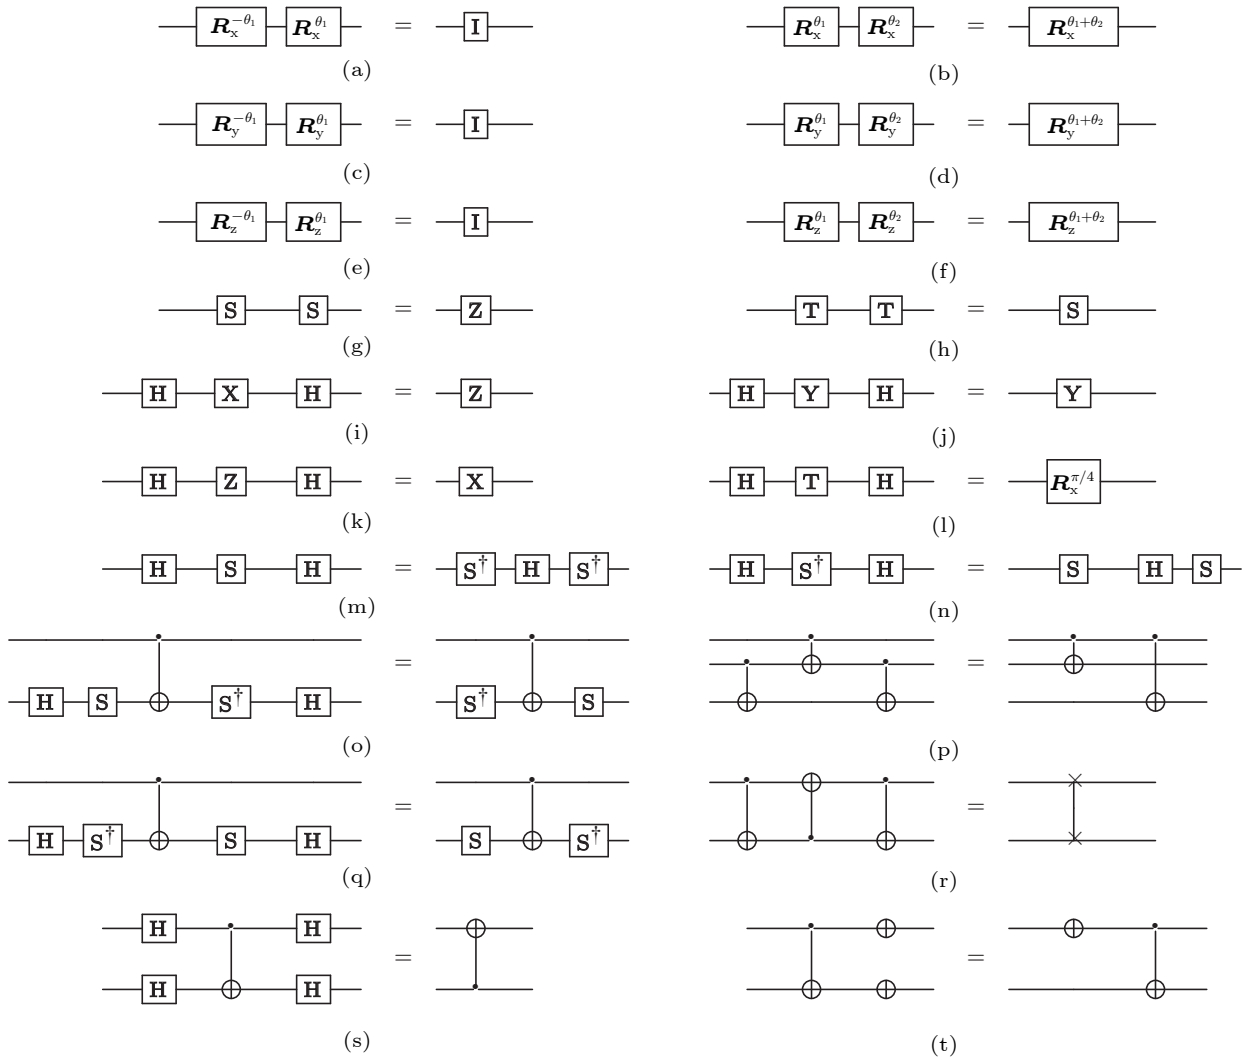 R_x^{-θ_1} R_x^{θ_1} = I
R_x^{θ_1} R_x^{θ_2} = R_x^{θ_1+θ_2}
(a)
(b)
R_y^{-θ_1} R_y^{θ_1} = I
R_y^{θ_1} R_y^{θ_2} = R_y^{θ_1+θ_2}
(c)
(d)
R_z^{-θ_1} R_z^{θ_1} = I
R_z^{θ_1} R_z^{θ_2} = R_z^{θ_1+θ_2}
(e)
(f)
S S = Z
T T = S
(g)
(h)
H X H = Z
H Y H = Y
(i)
(j)
H Z H = X
H T H = R_x^{π/4}
(k)
(l)
H S H = S† H S†
H S† H = S H S
(m)
(n)
=
=
H S S† H S† S
(o)
(p)
=
=
H S† S H S S†
(q)
(r)
H H
=
=
H H
(s)
(t)